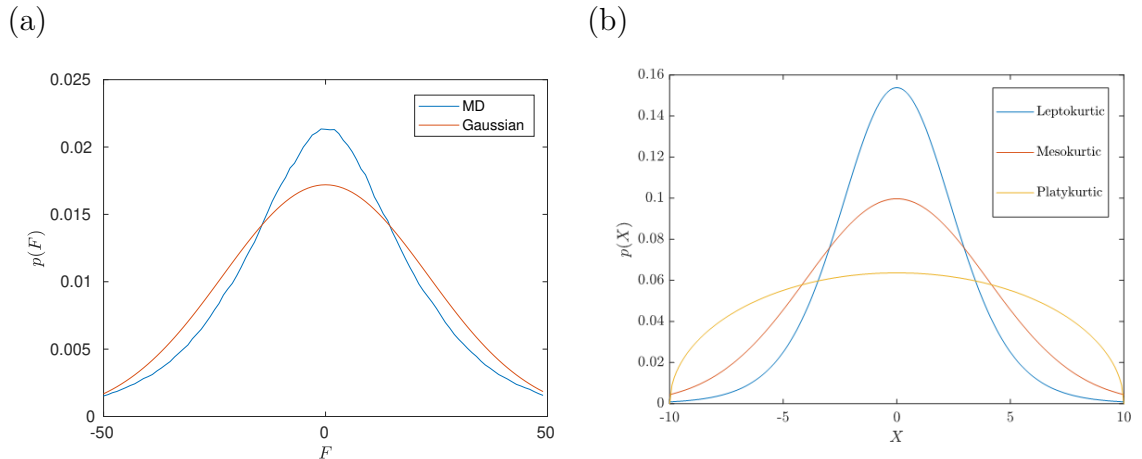 (a)
0.025
0.02
0.015
0.01
0.005
0
-50
0
50
p(F)
F
MD
Gaussian
(b)
0.16
0.14
0.12
0.1
0.08
0.06
0.04
0.02
0
-10
-5
0
5
10
p(X)
X
Leptokurtic
Mesokurtic
Platykurtic